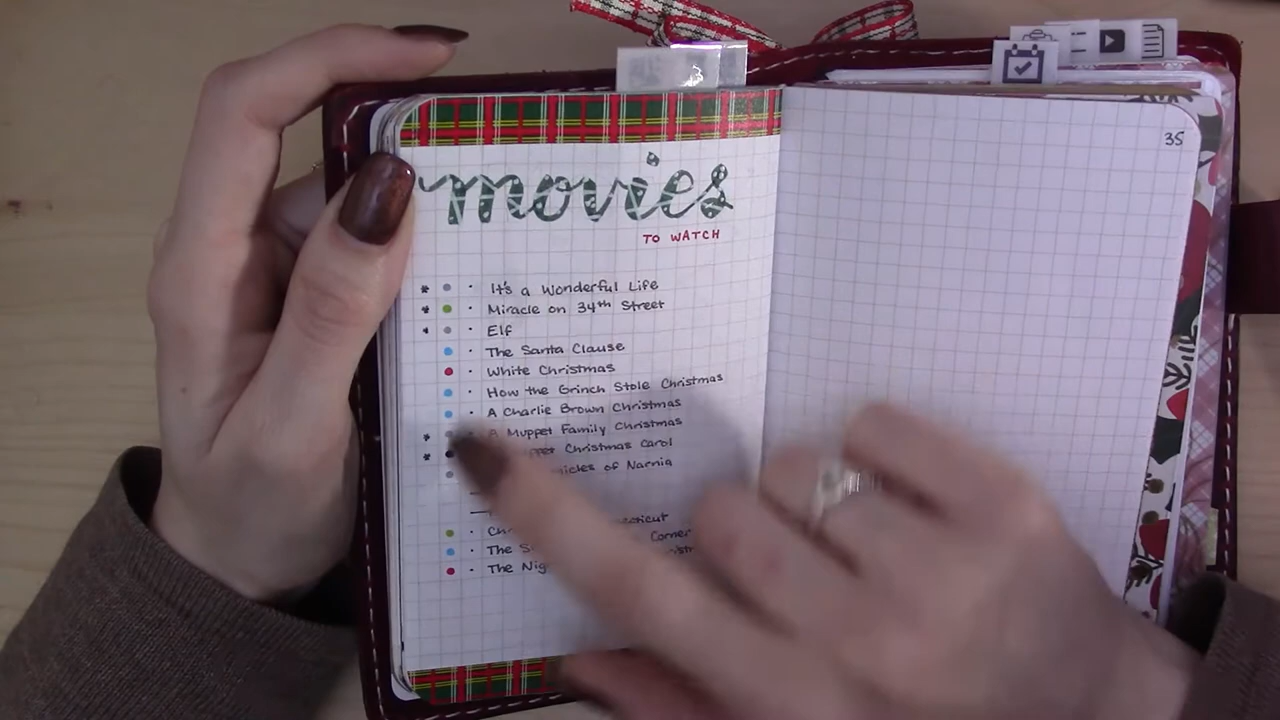 35
movies
TO WATCH
* · It's a Wonderful Life
* · Miracle on 34th Street
* · Elf
· The Santa Clause
· White Christmas
· How the Grinch Stole Christmas
· A Charlie Brown Christmas
* · A Muppet Family Christmas
* Christmas Carol
of Narnia
· Corner
· The
· The